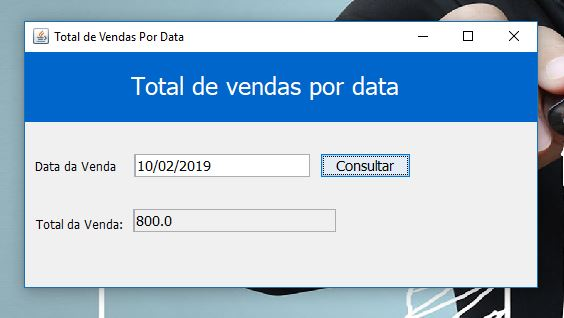 Total de Vendas Por Data
Total de vendas por data
Data da Venda 10/02/2019 Consultar
Total da Venda: 800.0